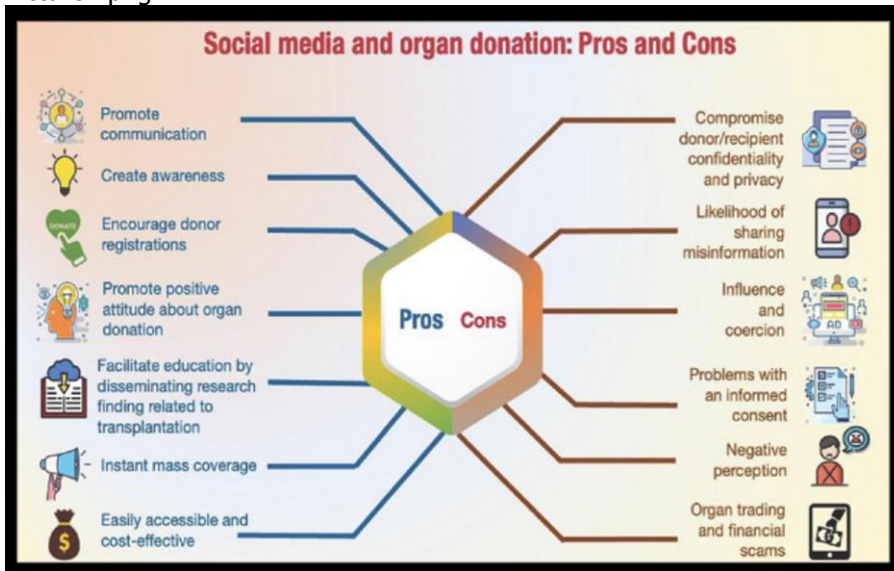 Social media and organ donation: Pros and Cons
Promote
communication
Create awareness
DONATE
Encourage donor
registrations
Promote positive
attitude about organ
donation
Facilitate education by
disseminating research
finding related to
transplantation
Instant mass coverage
$
Easily accessible and
cost-effective
Pros Cons
Compromise
donor/recipient
confidentiality
and privacy
Likelihood of
sharing
misinformation
Influence
and
coercion
AD
Problems with
an informed
consent
Negative
perception
Organ trading
and financial
scams